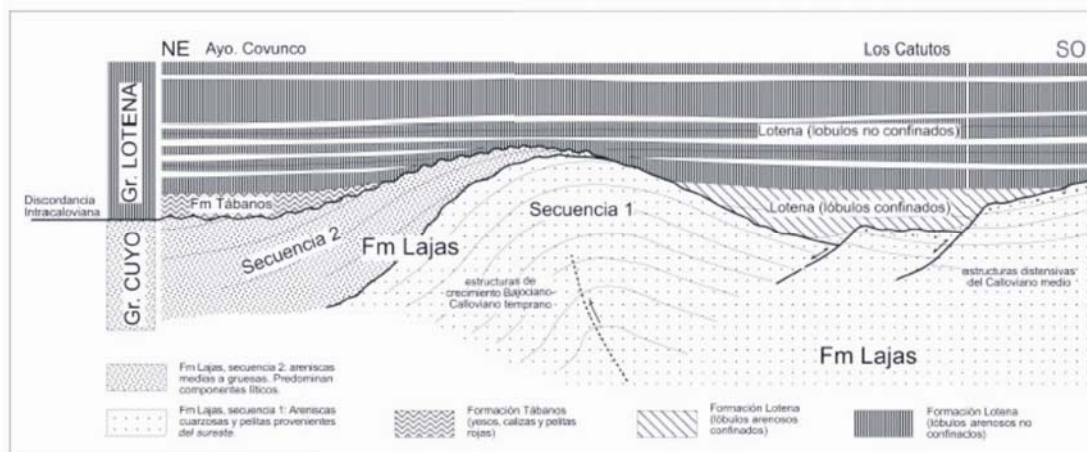 NE Ayo. Covunco
Los Catutos SO
Gr. LOTENA
Gr. CUYO
Discordancia
Intracaloviana
Lotena (lobulos no confinados)
Fm Tábanos
Lotena (lóbulos confinados)
Secuencia 1
Secuencia 2
Fm Lajas
estructuras de
crecimiento Bajociano-
Calloviano temprano
estructuras distensivas
del Calloviano medio
Fm Lajas
Fm Lajas, secuencia 2: areniscas
medias a gruesas. Predominan
componentes líticos.
Fm Lajas, secuencia 1: Areniscas
cuarzosas y pelitas provenientes
del sureste.
Formación Tábanos
(yesos, calizas y pelitas
rojas)
Formación Lotena
(lóbulos arenosos
confinados)
Formación Lotena
(lóbulos arenosos no
confinados)